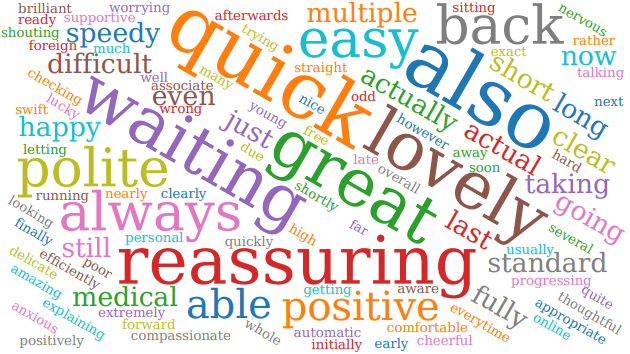 brilliant
worrying
afterwards
multiple
sitting
nervous
ready
supportive
shouting
speedy
trying
quick
easy
back
rather
foreign
much
exact
now
talking
difficult
well
many
straight
also
short
checking
associate
even
nice
odd
actually
long
next
lucky
wrong
swift
waiting
young
free
however
actual
clear
happy
just
lovely
hard
letting
due
great
late
away
soon
polite
overall
taking
running
nearly
clearly
shortly
going
looking
always
far
last
several
finally
still
personal
quickly
high
usually
delicate
efficiently
poor
reassuring
standard
amazing
progressing
medical
able
getting
aware
positive
fully
quite
thoughtful
anxious
explaining
extremely
forward
whole
automatic
comfortable
everytime
online
appropriate
positively
compassionate
initially
early
cheerful